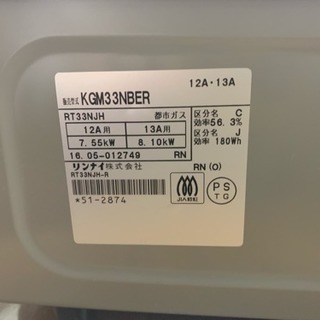 12A・13A
販売型式 KGM33NBER
RT33NJH 都市ガス
12A用 13A用
7.55kW 8.10kW
16.05-012749 RN
リンナイ株式会社
RT33NJH-R
*51-2874
区分名 C
効率56.3%
区分名 J
効率 180Wh
RN (O)
JIA
PS
TG